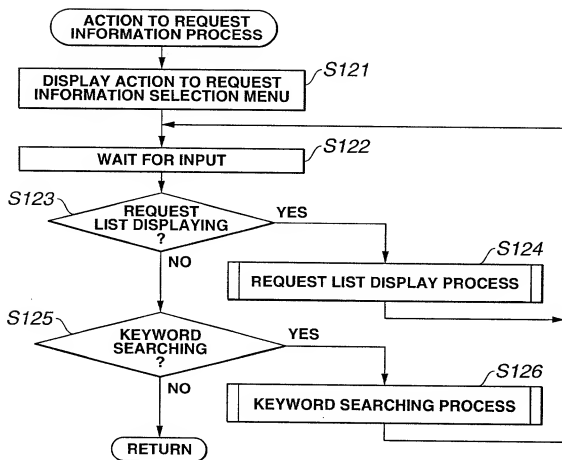 ACTION TO REQUEST
INFORMATION PROCESS
S121
DISPLAY ACTION TO REQUEST
INFORMATION SELECTION MENU
S122
WAIT FOR INPUT
S123
REQUEST
LIST DISPLAYING
?
YES
NO
S124
REQUEST LIST DISPLAY PROCESS
S125
KEYWORD
SEARCHING
?
YES
NO
S126
KEYWORD SEARCHING PROCESS
RETURN